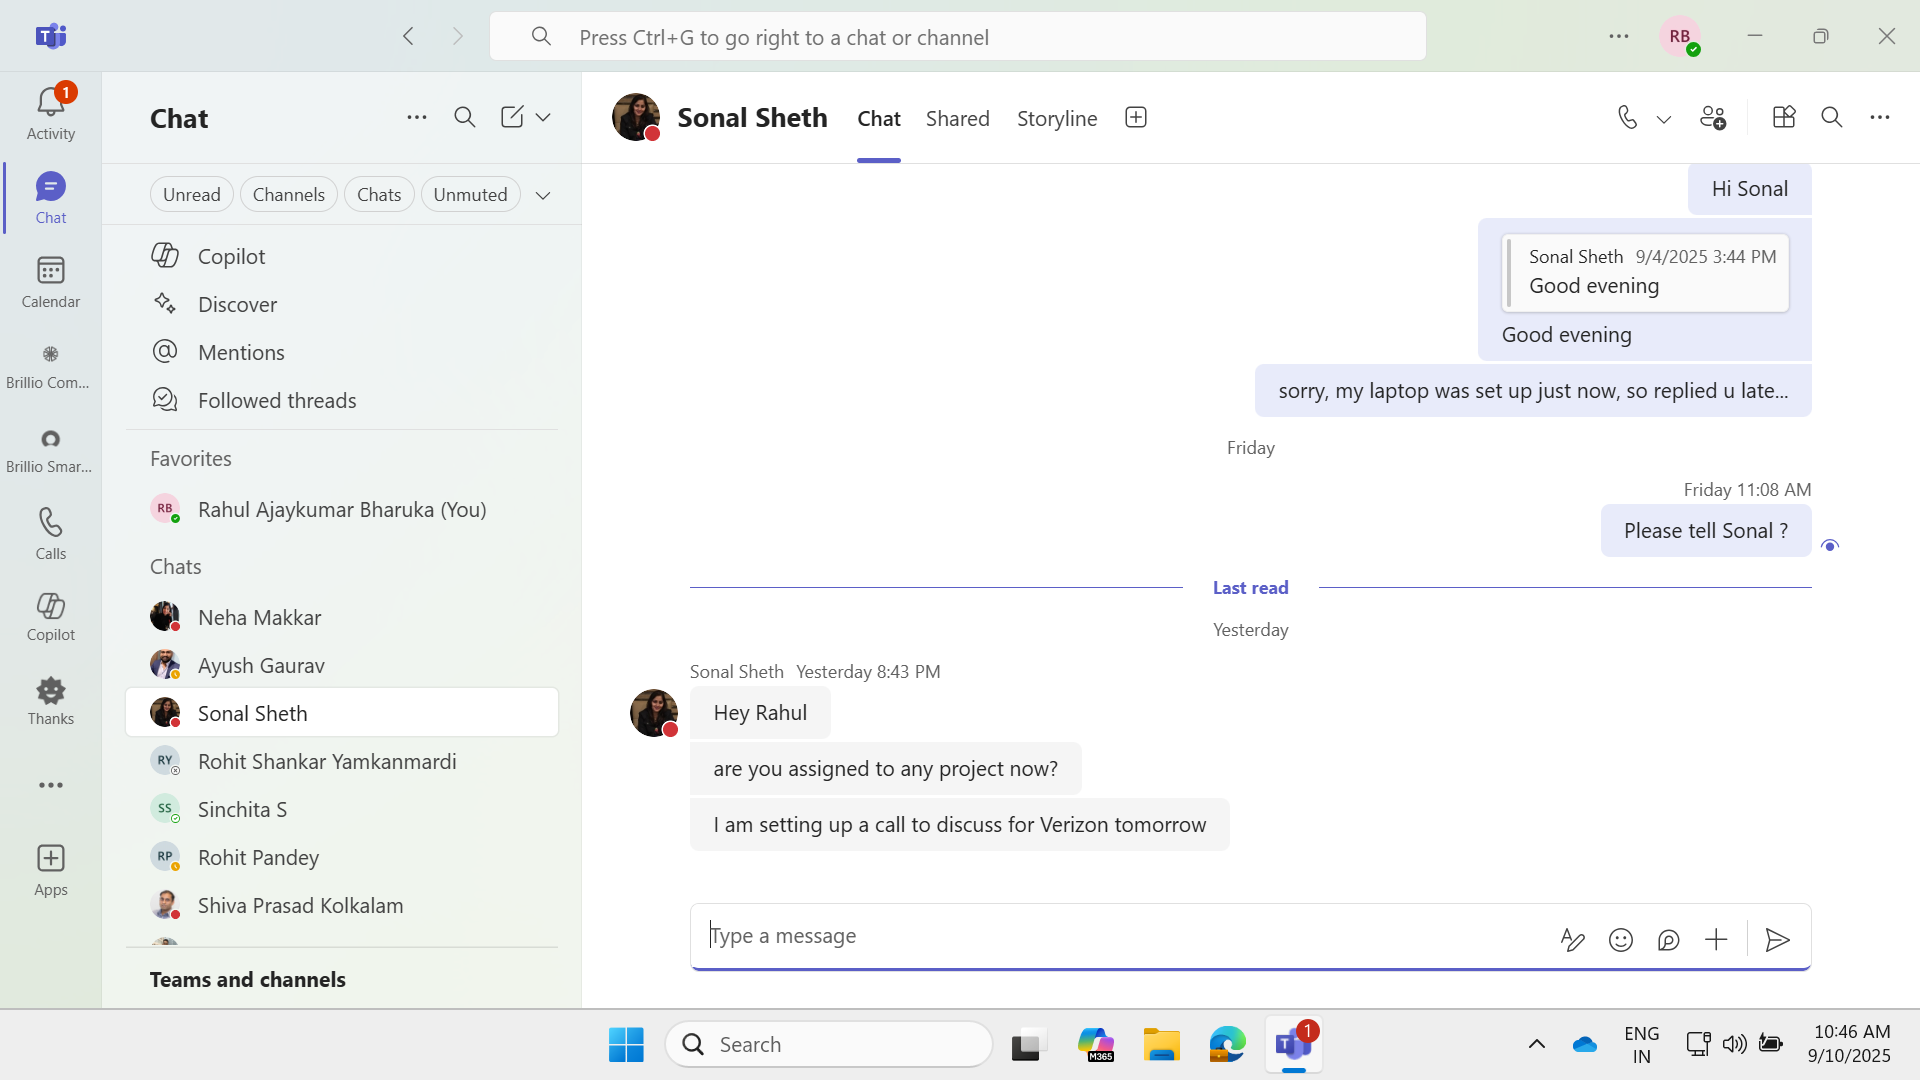 Press Ctrl+G to go right to a chat or channel
RB
1
Activity
Chat
Calendar
Brillio Com...
Brillio Smar...
Calls
Copilot
Thanks
Apps
Chat
Unread
Channels
Chats
Unmuted
Copilot
Discover
Mentions
Followed threads
Favorites
RB Rahul Ajaykumar Bharuka (You)
Chats
Neha Makkar
Ayush Gaurav
Sonal Sheth
RY Rohit Shankar Yamkanmardi
SS Sinchita S
RP Rohit Pandey
Shiva Prasad Kolkalam
Teams and channels
Sonal Sheth Chat Shared Storyline
Hi Sonal
Sonal Sheth 9/4/2025 3:44 PM
Good evening
Good evening
sorry, my laptop was set up just now, so replied u late...
Friday
Friday 11:08 AM
Please tell Sonal ?
Last read
Yesterday
Sonal Sheth Yesterday 8:43 PM
Hey Rahul
are you assigned to any project now?
I am setting up a call to discuss for Verizon tomorrow
Type a message
Search
M365
T
1
ENG
IN
10:46 AM
9/10/2025